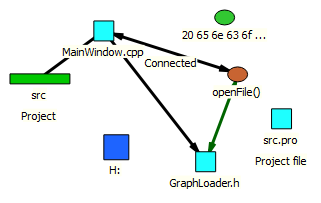 20 65 6e 63 6f ...
MainWindow.cpp
Connected
openFile()
src
Project
src.pro
Project file
H:
GraphLoader.h